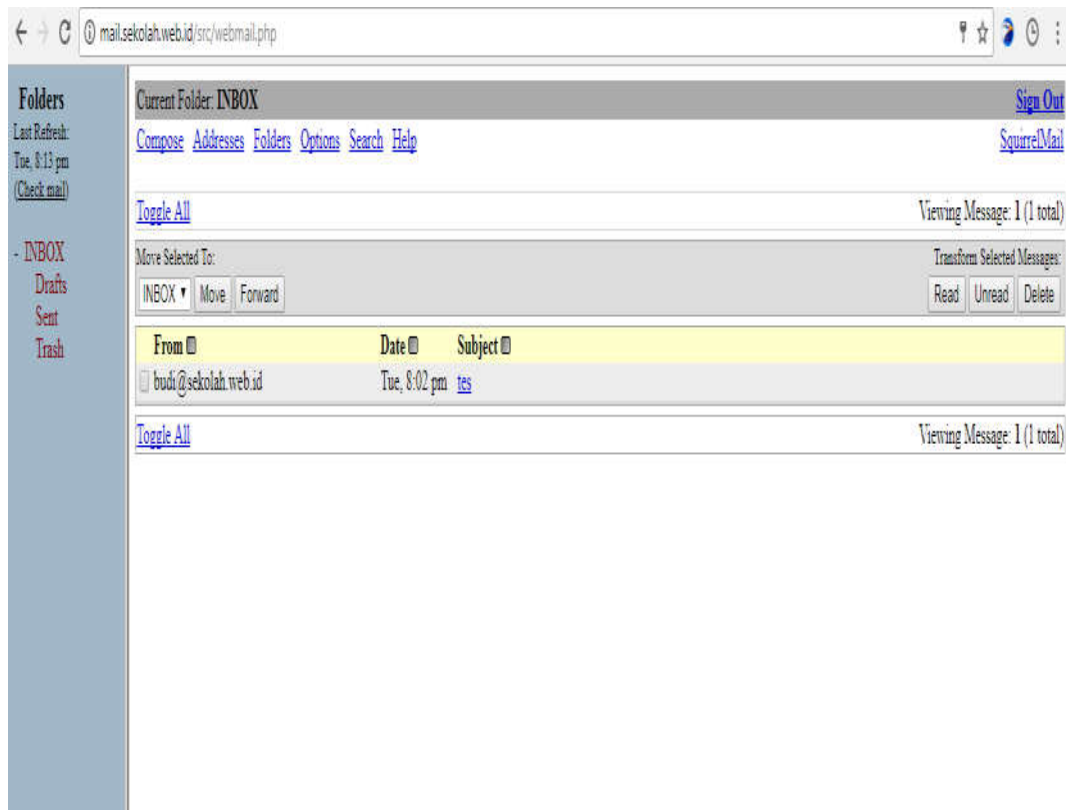 mail.sekolah.web.id/src/webmail.php
Folders
Last Refresh:
Tue, 8:13 pm
(Check mail)
- INBOX
Drafts
Sent
Trash
Current Folder: INBOX Sign Out
Compose Addresses Folders Options Search Help SquirrelMail
Toggle All Viewing Message: 1 (1 total)
Move Selected To: Transform Selected Messages:
INBOX Move Forward Read Unread Delete
From Date Subject
budi@sekolah.web.id Tue, 8:02 pm tes
Toggle All Viewing Message: 1 (1 total)